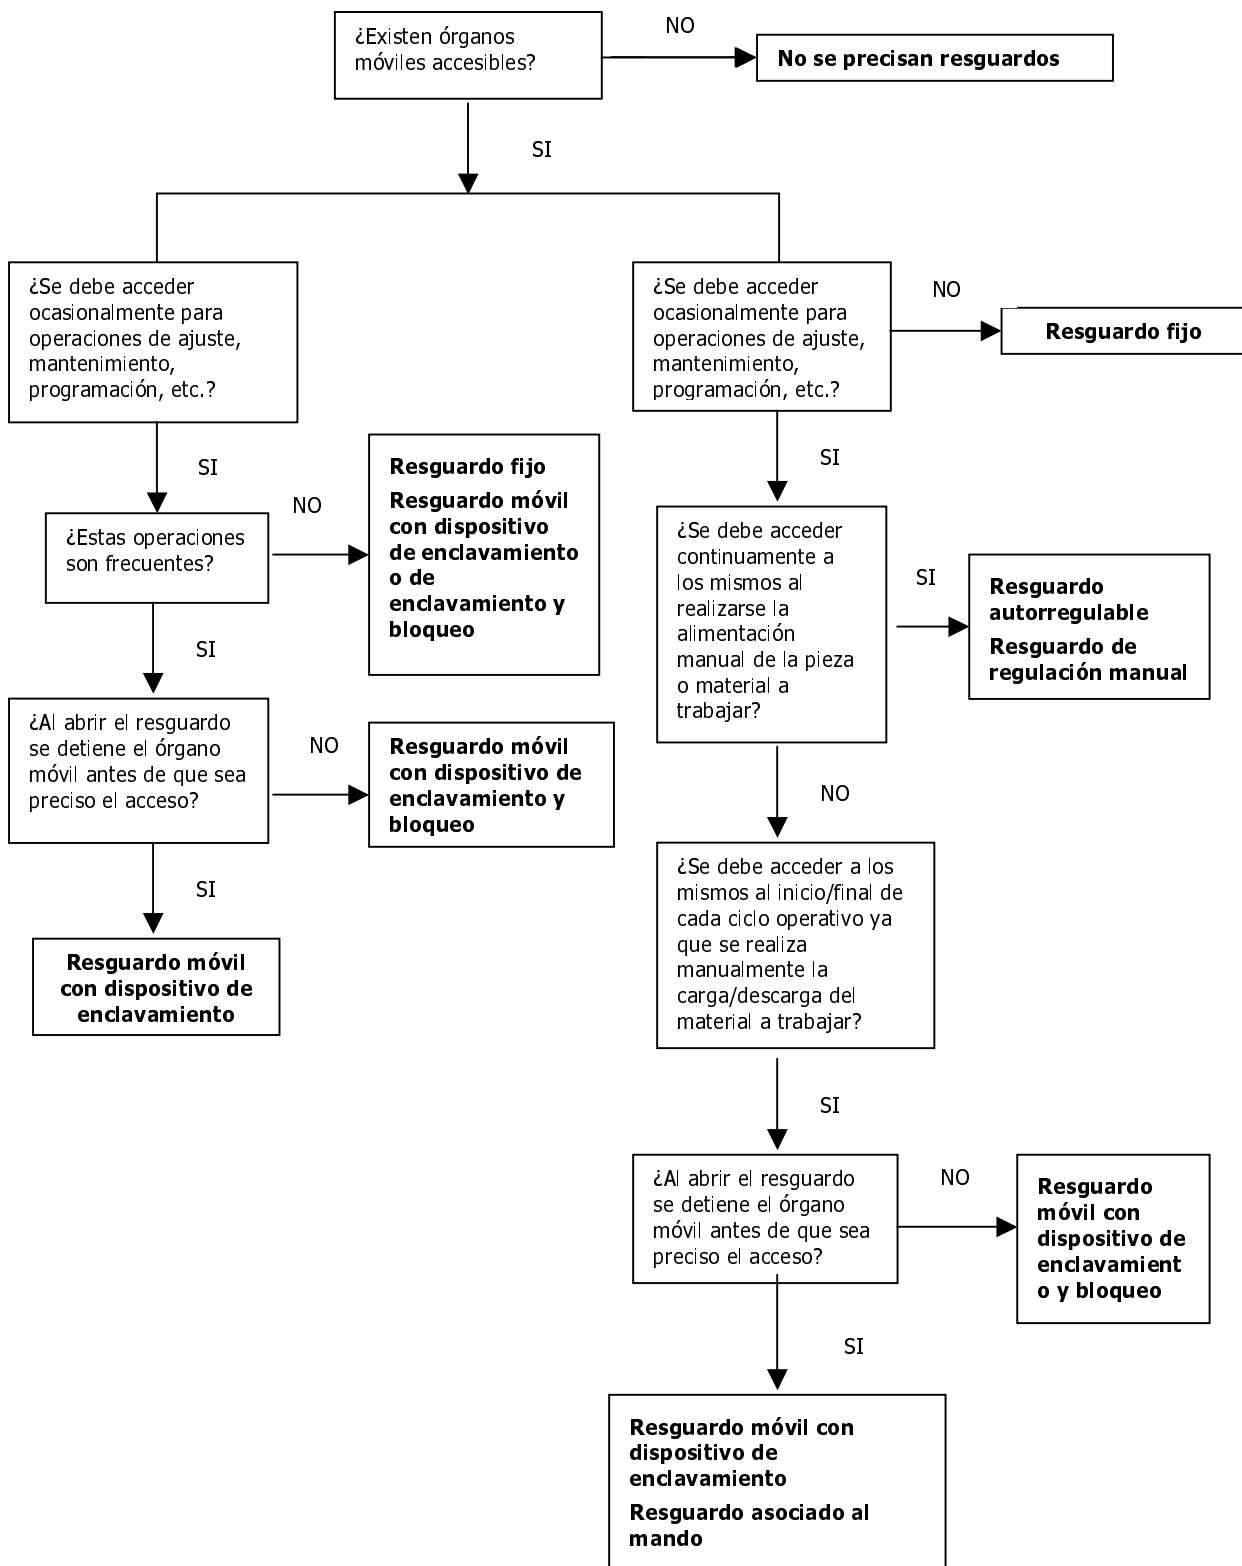 ¿Existen órganos
móviles accesibles?
NO
No se precisan resguardos
SI
¿Se debe acceder
ocasionalmente para
operaciones de ajuste,
mantenimiento,
programación, etc.?
SI
¿Estas operaciones
son frecuentes?
NO
Resguardo fijo
Resguardo móvil
con dispositivo
de enclavamiento
o de
enclavamiento y
bloqueo
SI
¿Al abrir el resguardo
se detiene el órgano
móvil antes de que sea
preciso el acceso?
NO
Resguardo móvil
con dispositivo de
enclavamiento y
bloqueo
SI
Resguardo móvil
con dispositivo de
enclavamiento
¿Se debe acceder
ocasionalmente para
operaciones de ajuste,
mantenimiento,
programación, etc.?
NO
Resguardo fijo
SI
¿Se debe acceder
continuamente a
los mismos al
realizarse la
alimentación
manual de la pieza
o material a
trabajar?
SI
Resguardo
autorregulable
Resguardo de
regulación manual
NO
¿Se debe acceder a los
mismos al inicio/final de
cada ciclo operativo ya
que se realiza
manualmente la
carga/descarga del
material a trabajar?
SI
¿Al abrir el resguardo
se detiene el órgano
móvil antes de que sea
preciso el acceso?
NO
Resguardo
móvil con
dispositivo de
enclavamient
o y bloqueo
SI
Resguardo móvil con
dispositivo de
enclavamiento
Resguardo asociado al
mando